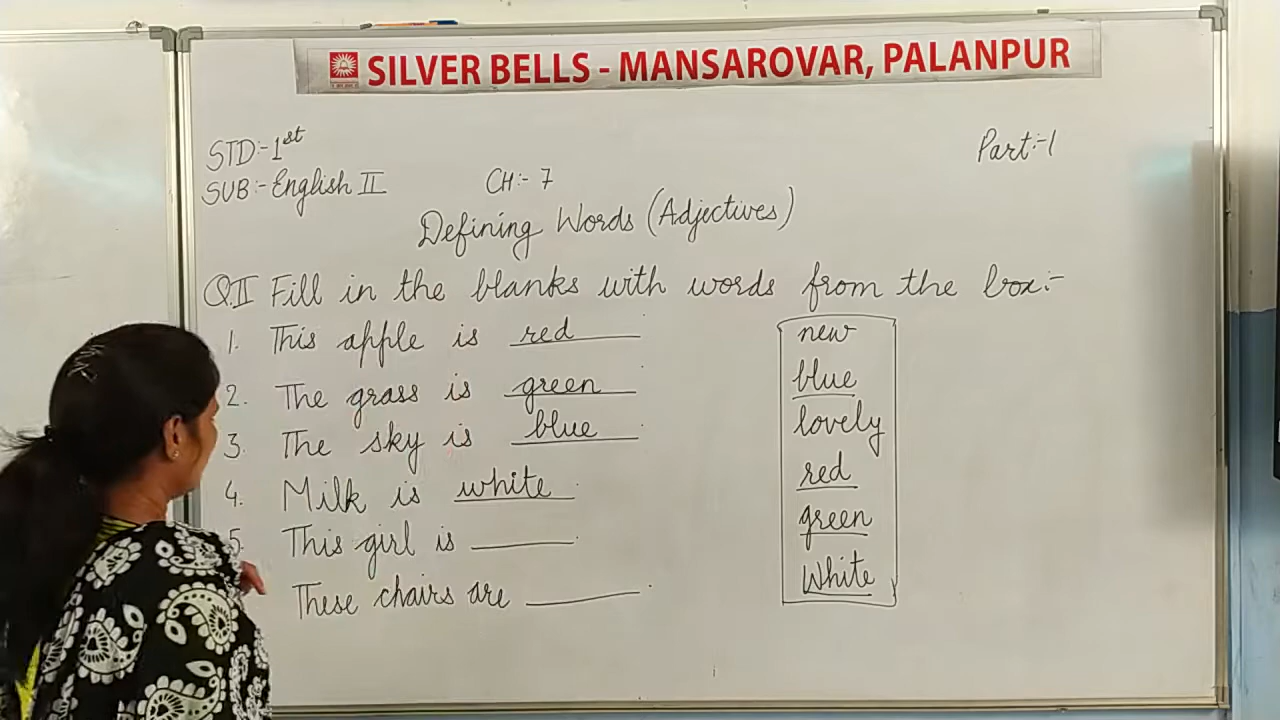 SILVER BELLS - MANSAROVAR, PALANPUR
STD:- 1st
Part:-1
SUB:- English II
CH:- 7
Defining Words (Adjectives)
Q.II Fill in the blanks with words from the box:-
1. This apple is red
2. The grass is green
3. The sky is blue
4. Milk is white.
5. This girl is ______.
These chairs are ______.
new
blue
lovely
red
green
White